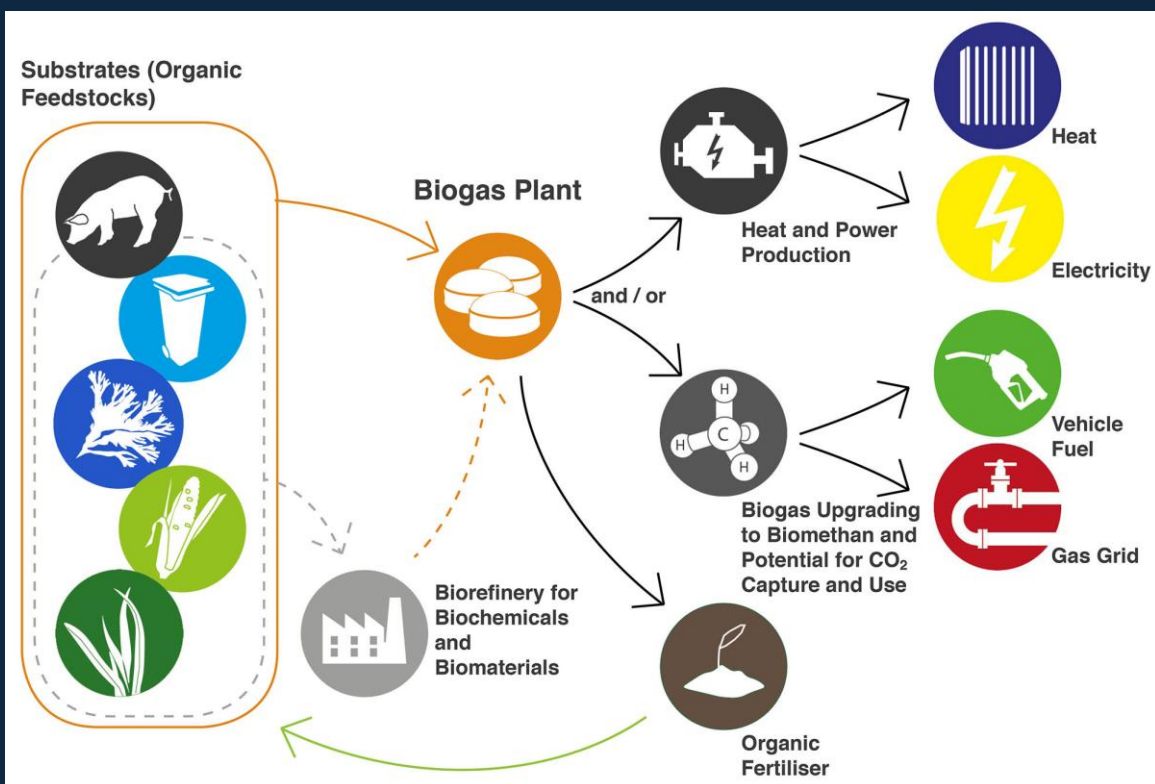 Substrates (Organic
Feedstocks)
Biogas Plant
and / or
Heat and Power
Production
Heat
Electricity
H
H
C
H
Biogas Upgrading
to Biomethan and
Potential for CO₂
Capture and Use
Vehicle
Fuel
Gas Grid
Biorefinery for
Biochemicals
and
Biomaterials
Organic
Fertiliser